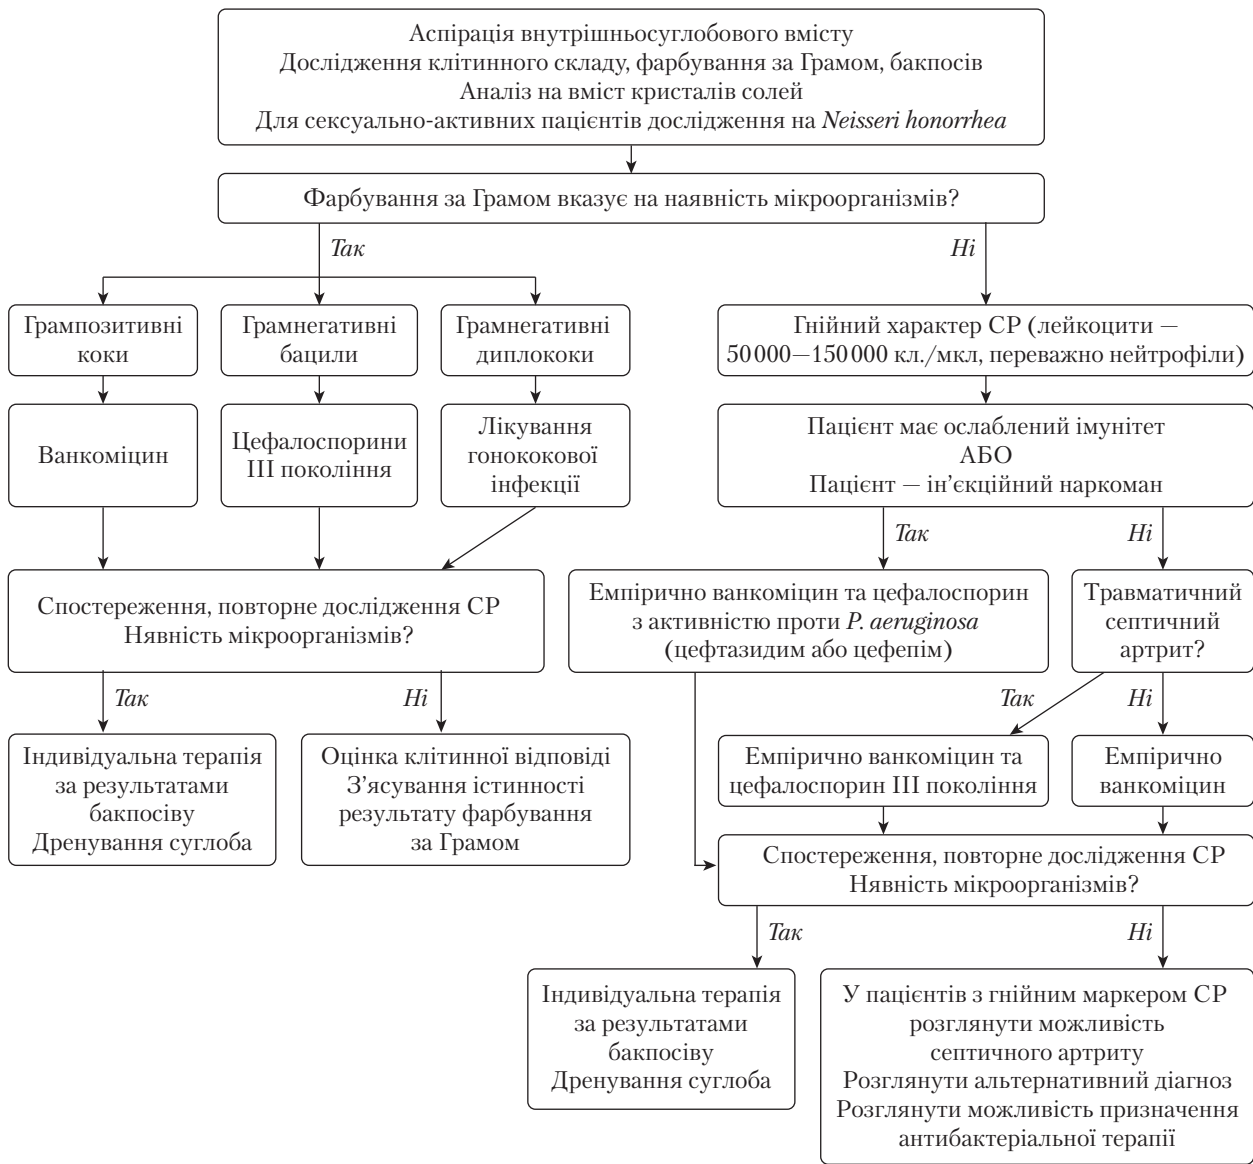 Аспірація внутрішньосуглобового вмісту
Дослідження клітинного складу, фарбування за Грамом, бакпосів
Аналіз на вміст кристалів солей
Для сексуально-активних пацієнтів дослідження на Neisseri honorrhea
Фарбування за Грамом вказує на наявність мікроорганізмів?
Так
Ні
Грампозитивні
коки
Грамнегативні
бацили
Грамнегативні
диплококи
Гнійний характер СР (лейкоцити —
50 000—150 000 кл./мкл, переважно нейтрофіли)
Ванкоміцин
Цефалоспорини
III покоління
Лікування
гонококової
інфекції
Пацієнт має ослаблений імунітет
АБО
Пацієнт — ін’єкційний наркоман
Так
Ні
Спостереження, повторне дослідження СР
Нявність мікроорганізмів?
Емпірично ванкоміцин та цефалоспорин
з активністю проти P. aeruginosa
(цефтазидим або цефепім)
Травматичний
септичний
артрит?
Так
Ні
Так
Ні
Індивідуальна терапія
за результатами
бакпосіву
Дренування суглоба
Оцінка клітинної відповіді
З’ясування істинності
результату фарбування
за Грамом
Емпірично ванкоміцин та
цефалоспорин III покоління
Емпірично
ванкоміцин
Спостереження, повторне дослідження СР
Нявність мікроорганізмів?
Так
Ні
Індивідуальна терапія
за результатами
бакпосіву
Дренування суглоба
У пацієнтів з гнійним маркером СР
розглянути можливість
септичного артриту
Розглянути альтернативний діагноз
Розглянути можливість призначення
антибактеріальної терапії